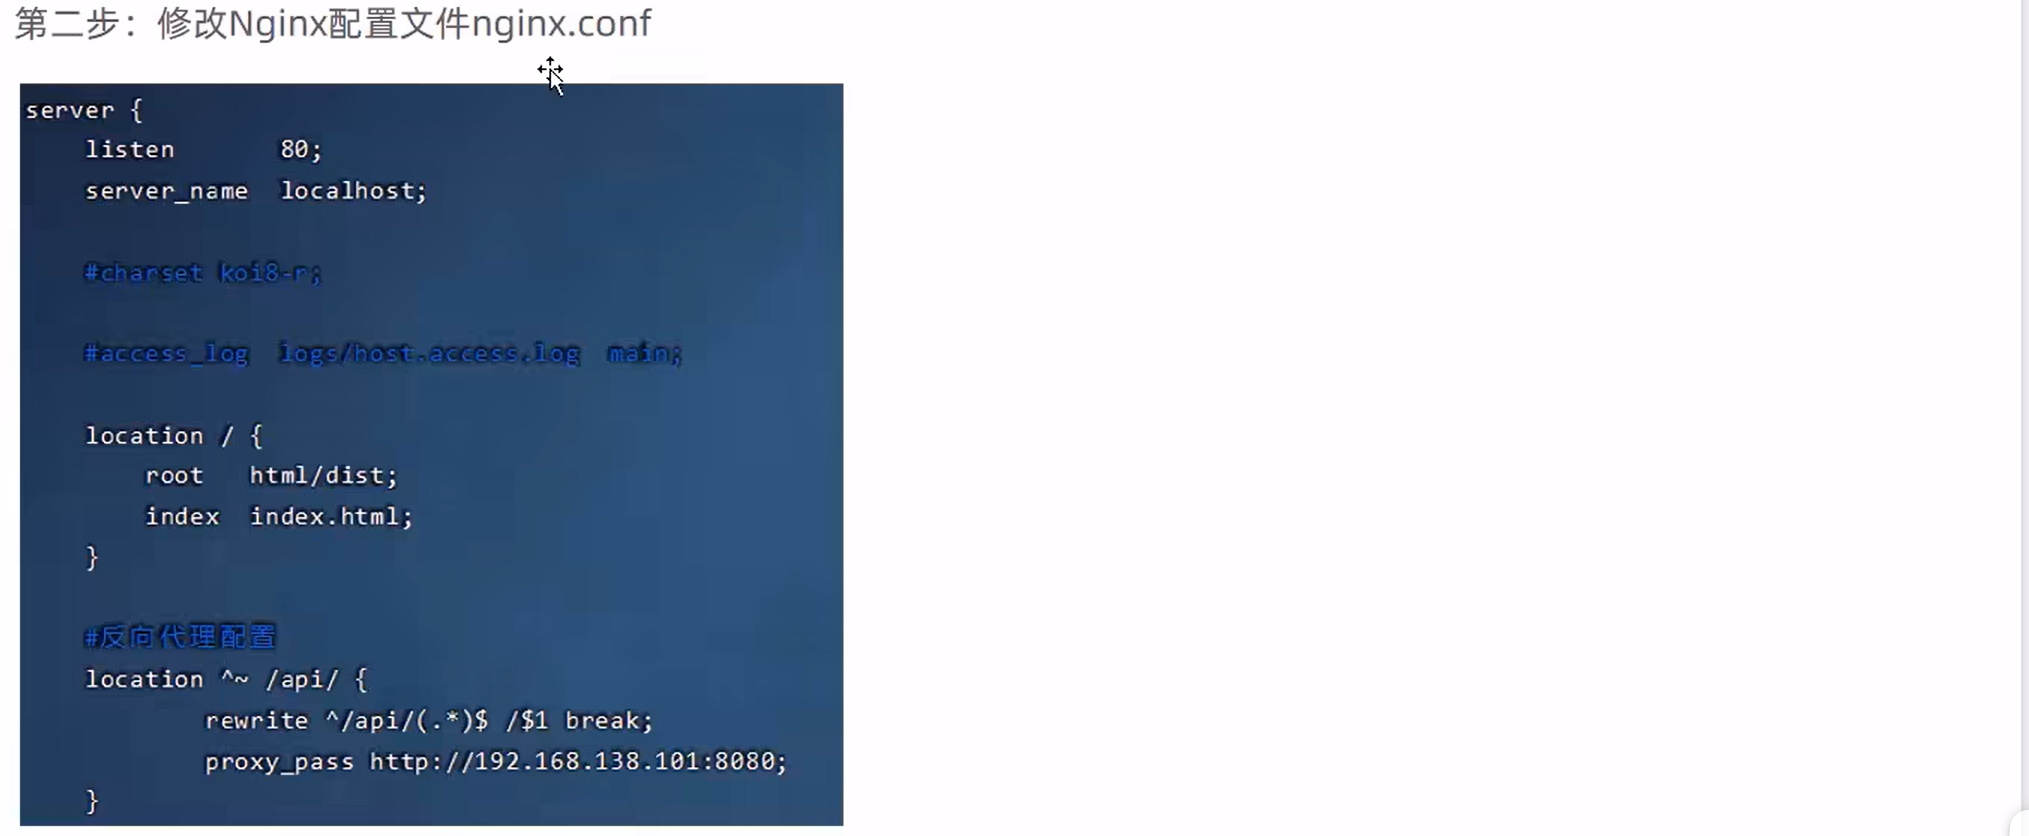 第二步：修改Nginx配置文件nginx.conf
server {
    listen       80;
    server_name  localhost;
    #charset koi8-r;
    #access_log  logs/host.access.log  main;
    location / {
        root   html/dist;
        index  index.html;
    }
    #反向代理配置
    location ^~ /api/ {
            rewrite ^/api/(.*)$ /$1 break;
            proxy_pass http://192.168.138.101:8080;
    }